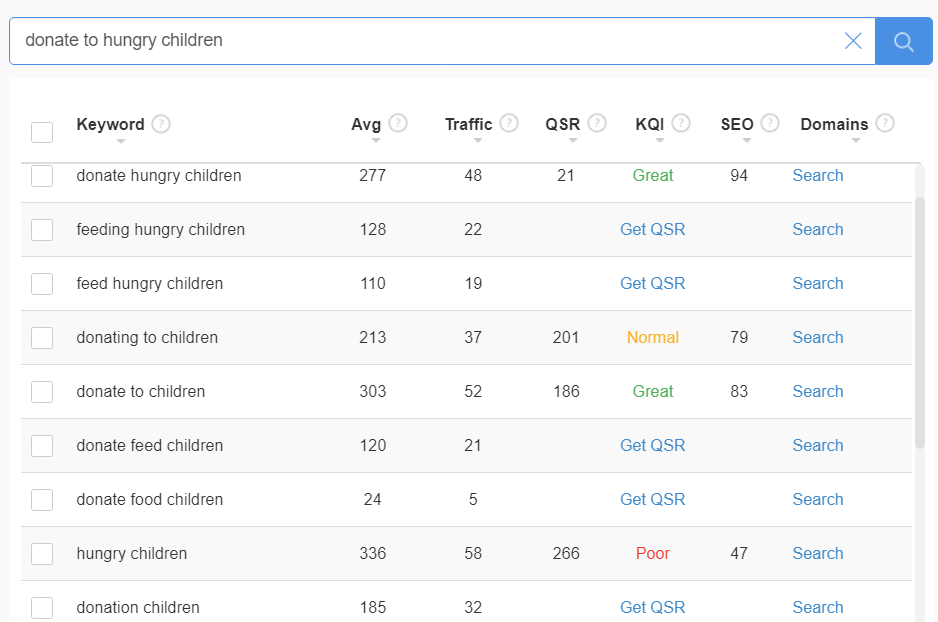 donate to hungry children
Keyword ? Avg ? Traffic ? QSR ? KQI ? SEO ? Domains ?
donate hungry children 277 48 21 Great 94 Search
feeding hungry children 128 22 Get QSR Search
feed hungry children 110 19 Get QSR Search
donating to children 213 37 201 Normal 79 Search
donate to children 303 52 186 Great 83 Search
donate feed children 120 21 Get QSR Search
donate food children 24 5 Get QSR Search
hungry children 336 58 266 Poor 47 Search
donation children 185 32 Get QSR Search